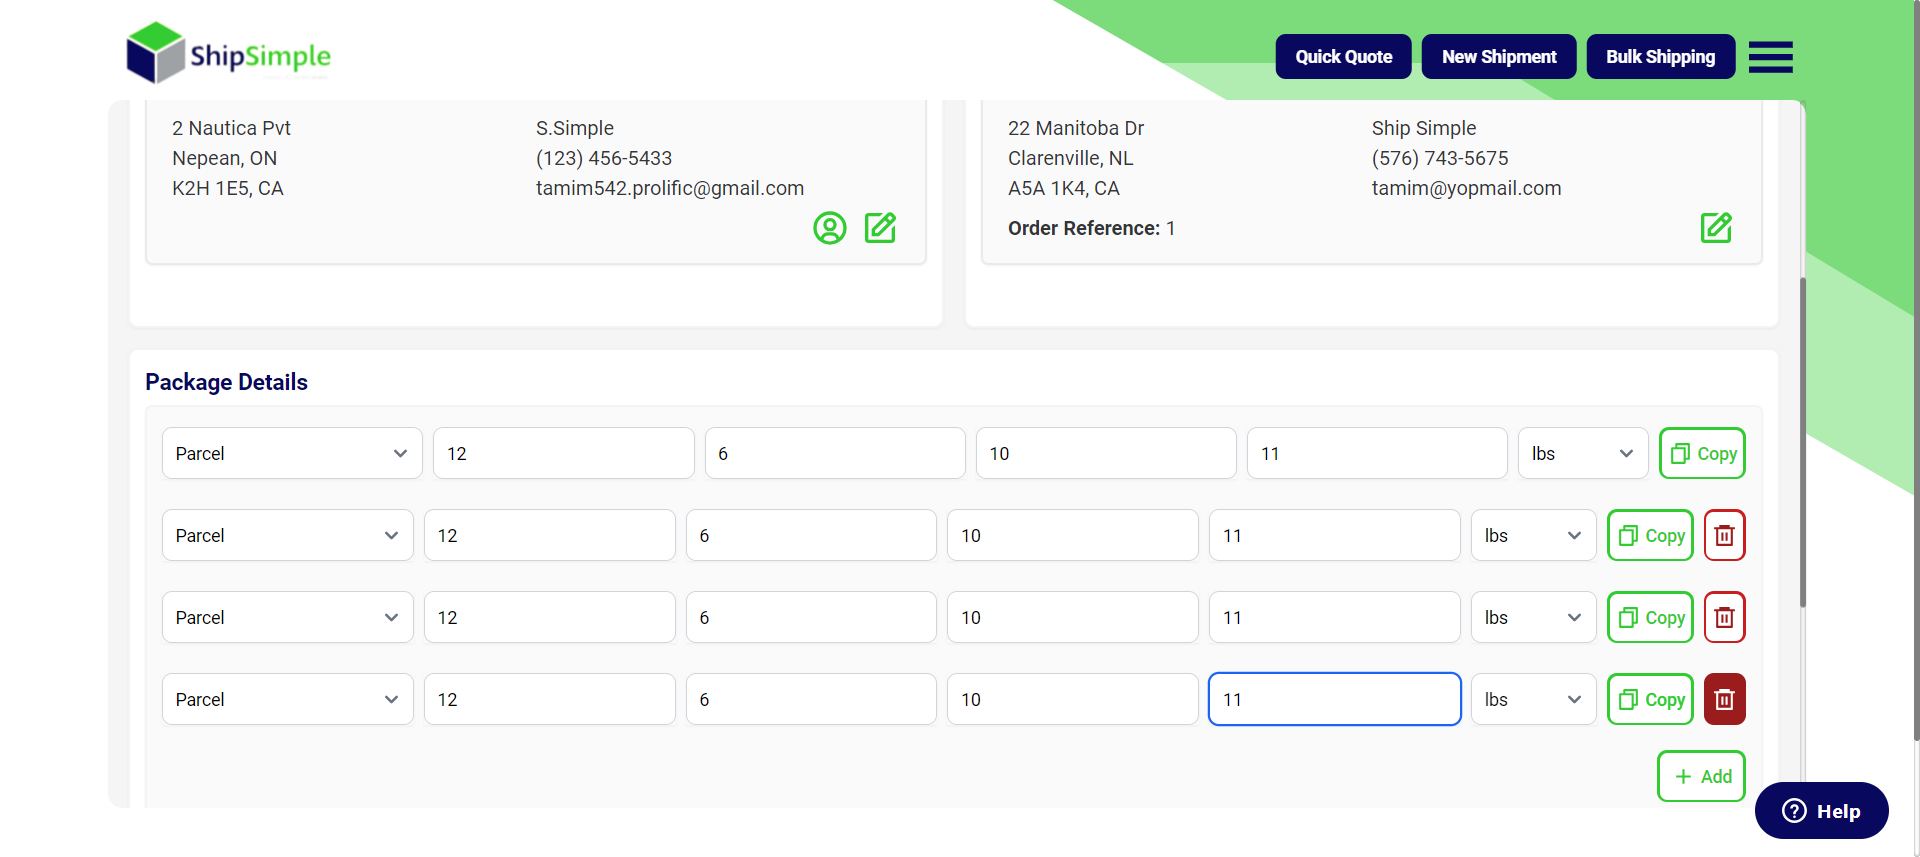 ShipSimple
Quick Quote
New Shipment
Bulk Shipping
2 Nautica Pvt
Nepean, ON
K2H 1E5, CA
S.Simple
(123) 456-5433
tamim542.prolific@gmail.com
22 Manitoba Dr
Clarenville, NL
A5A 1K4, CA
Order Reference: 1
Ship Simple
(576) 743-5675
tamim@yopmail.com
Package Details
Parcel 12 6 10 11 lbs Copy
Parcel 12 6 10 11 lbs Copy
Parcel 12 6 10 11 lbs Copy
Parcel 12 6 10 11 lbs Copy
+ Add
? Help